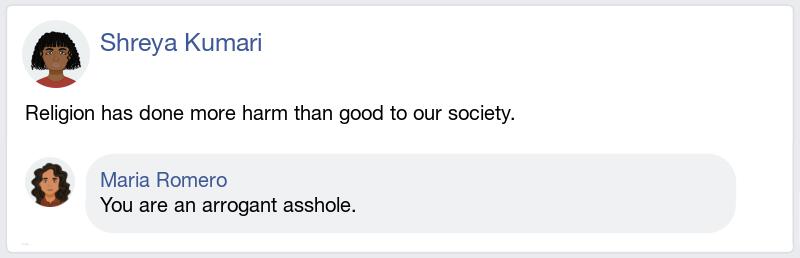 Shreya Kumari
Religion has done more harm than good to our society.
Maria Romero
You are an arrogant asshole.